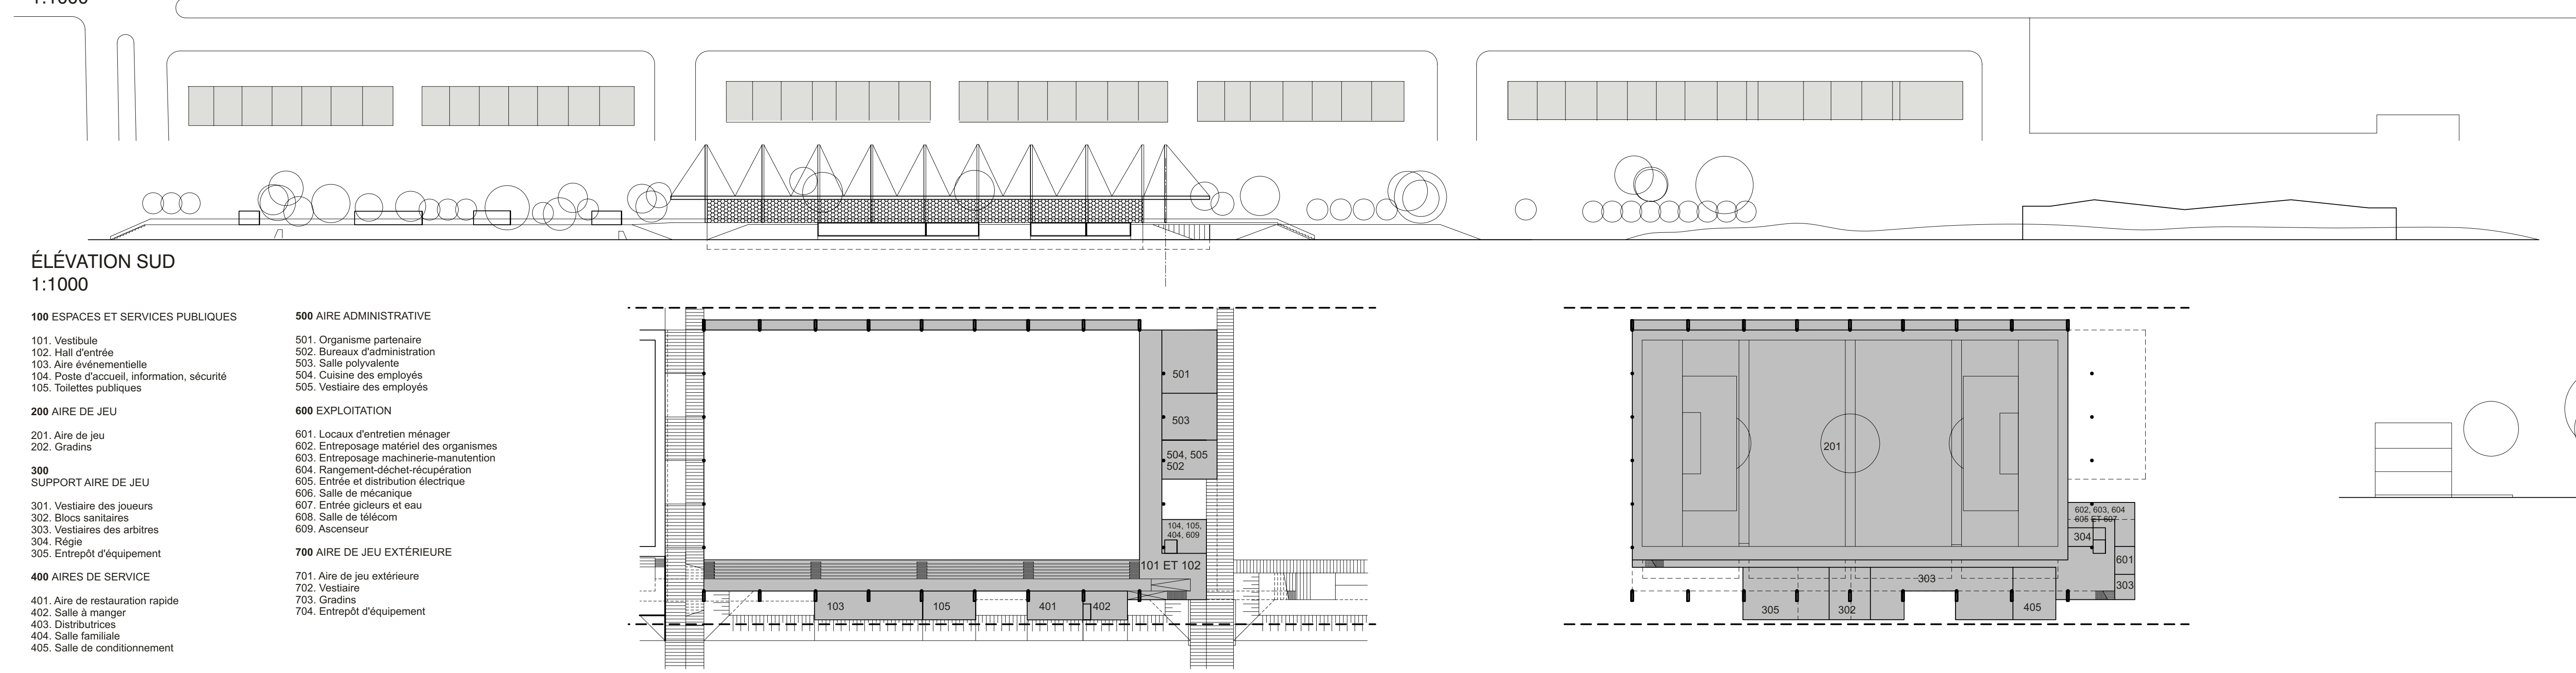 1:1000
ÉLÉVATION SUD
1:1000
100 ESPACES ET SERVICES PUBLIQUES
101. Vestibule
102. Hall d'entrée
103. Aire événementielle
104. Poste d'accueil, information, sécurité
105. Toilettes publiques
200 AIRE DE JEU
201. Aire de jeu
202. Gradins
300
SUPPORT AIRE DE JEU
301. Vestiaire des joueurs
302. Blocs sanitaires
303. Vestiaires des arbitres
304. Régie
305. Entrepôt d'équipement
400 AIRES DE SERVICE
401. Aire de restauration rapide
402. Salle à manger
403. Distributrices
404. Salle familiale
405. Salle de conditionnement
500 AIRE ADMINISTRATIVE
501. Organisme partenaire
502. Bureaux d'administration
503. Salle polyvalente
504. Cuisine des employés
505. Vestiaire des employés
600 EXPLOITATION
601. Locaux d'entretien ménager
602. Entreposage matériel des organismes
603. Entreposage machinerie-manutention
604. Rangement-déchet-récupération
605. Entrée et distribution électrique
606. Salle de mécanique
607. Entrée gicleurs et eau
608. Salle de télécom
609. Ascenseur
700 AIRE DE JEU EXTÉRIEURE
701. Aire de jeu extérieure
702. Vestiaire
703. Gradins
704. Entrepôt d'équipement
501
503
504, 505
502
104, 105,
404, 609
101 ET 102
103
105
401
402
201
602, 603, 604
605 ET 607
304
601
303
303
305
302
405